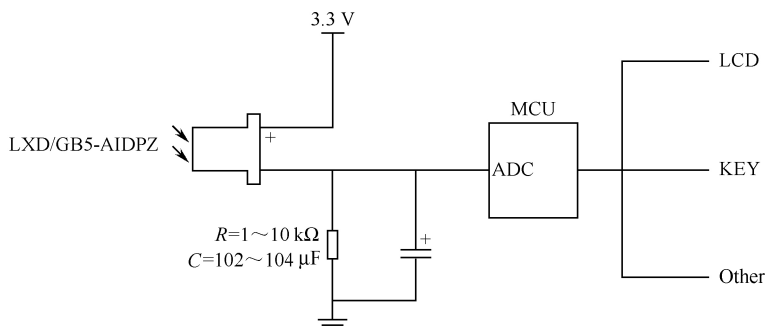 3.3 V
LCD
MCU
+
LXD/GB5-AIDPZ
ADC
KEY
R=1～10 kΩ
+
C=102～104 μF
Other